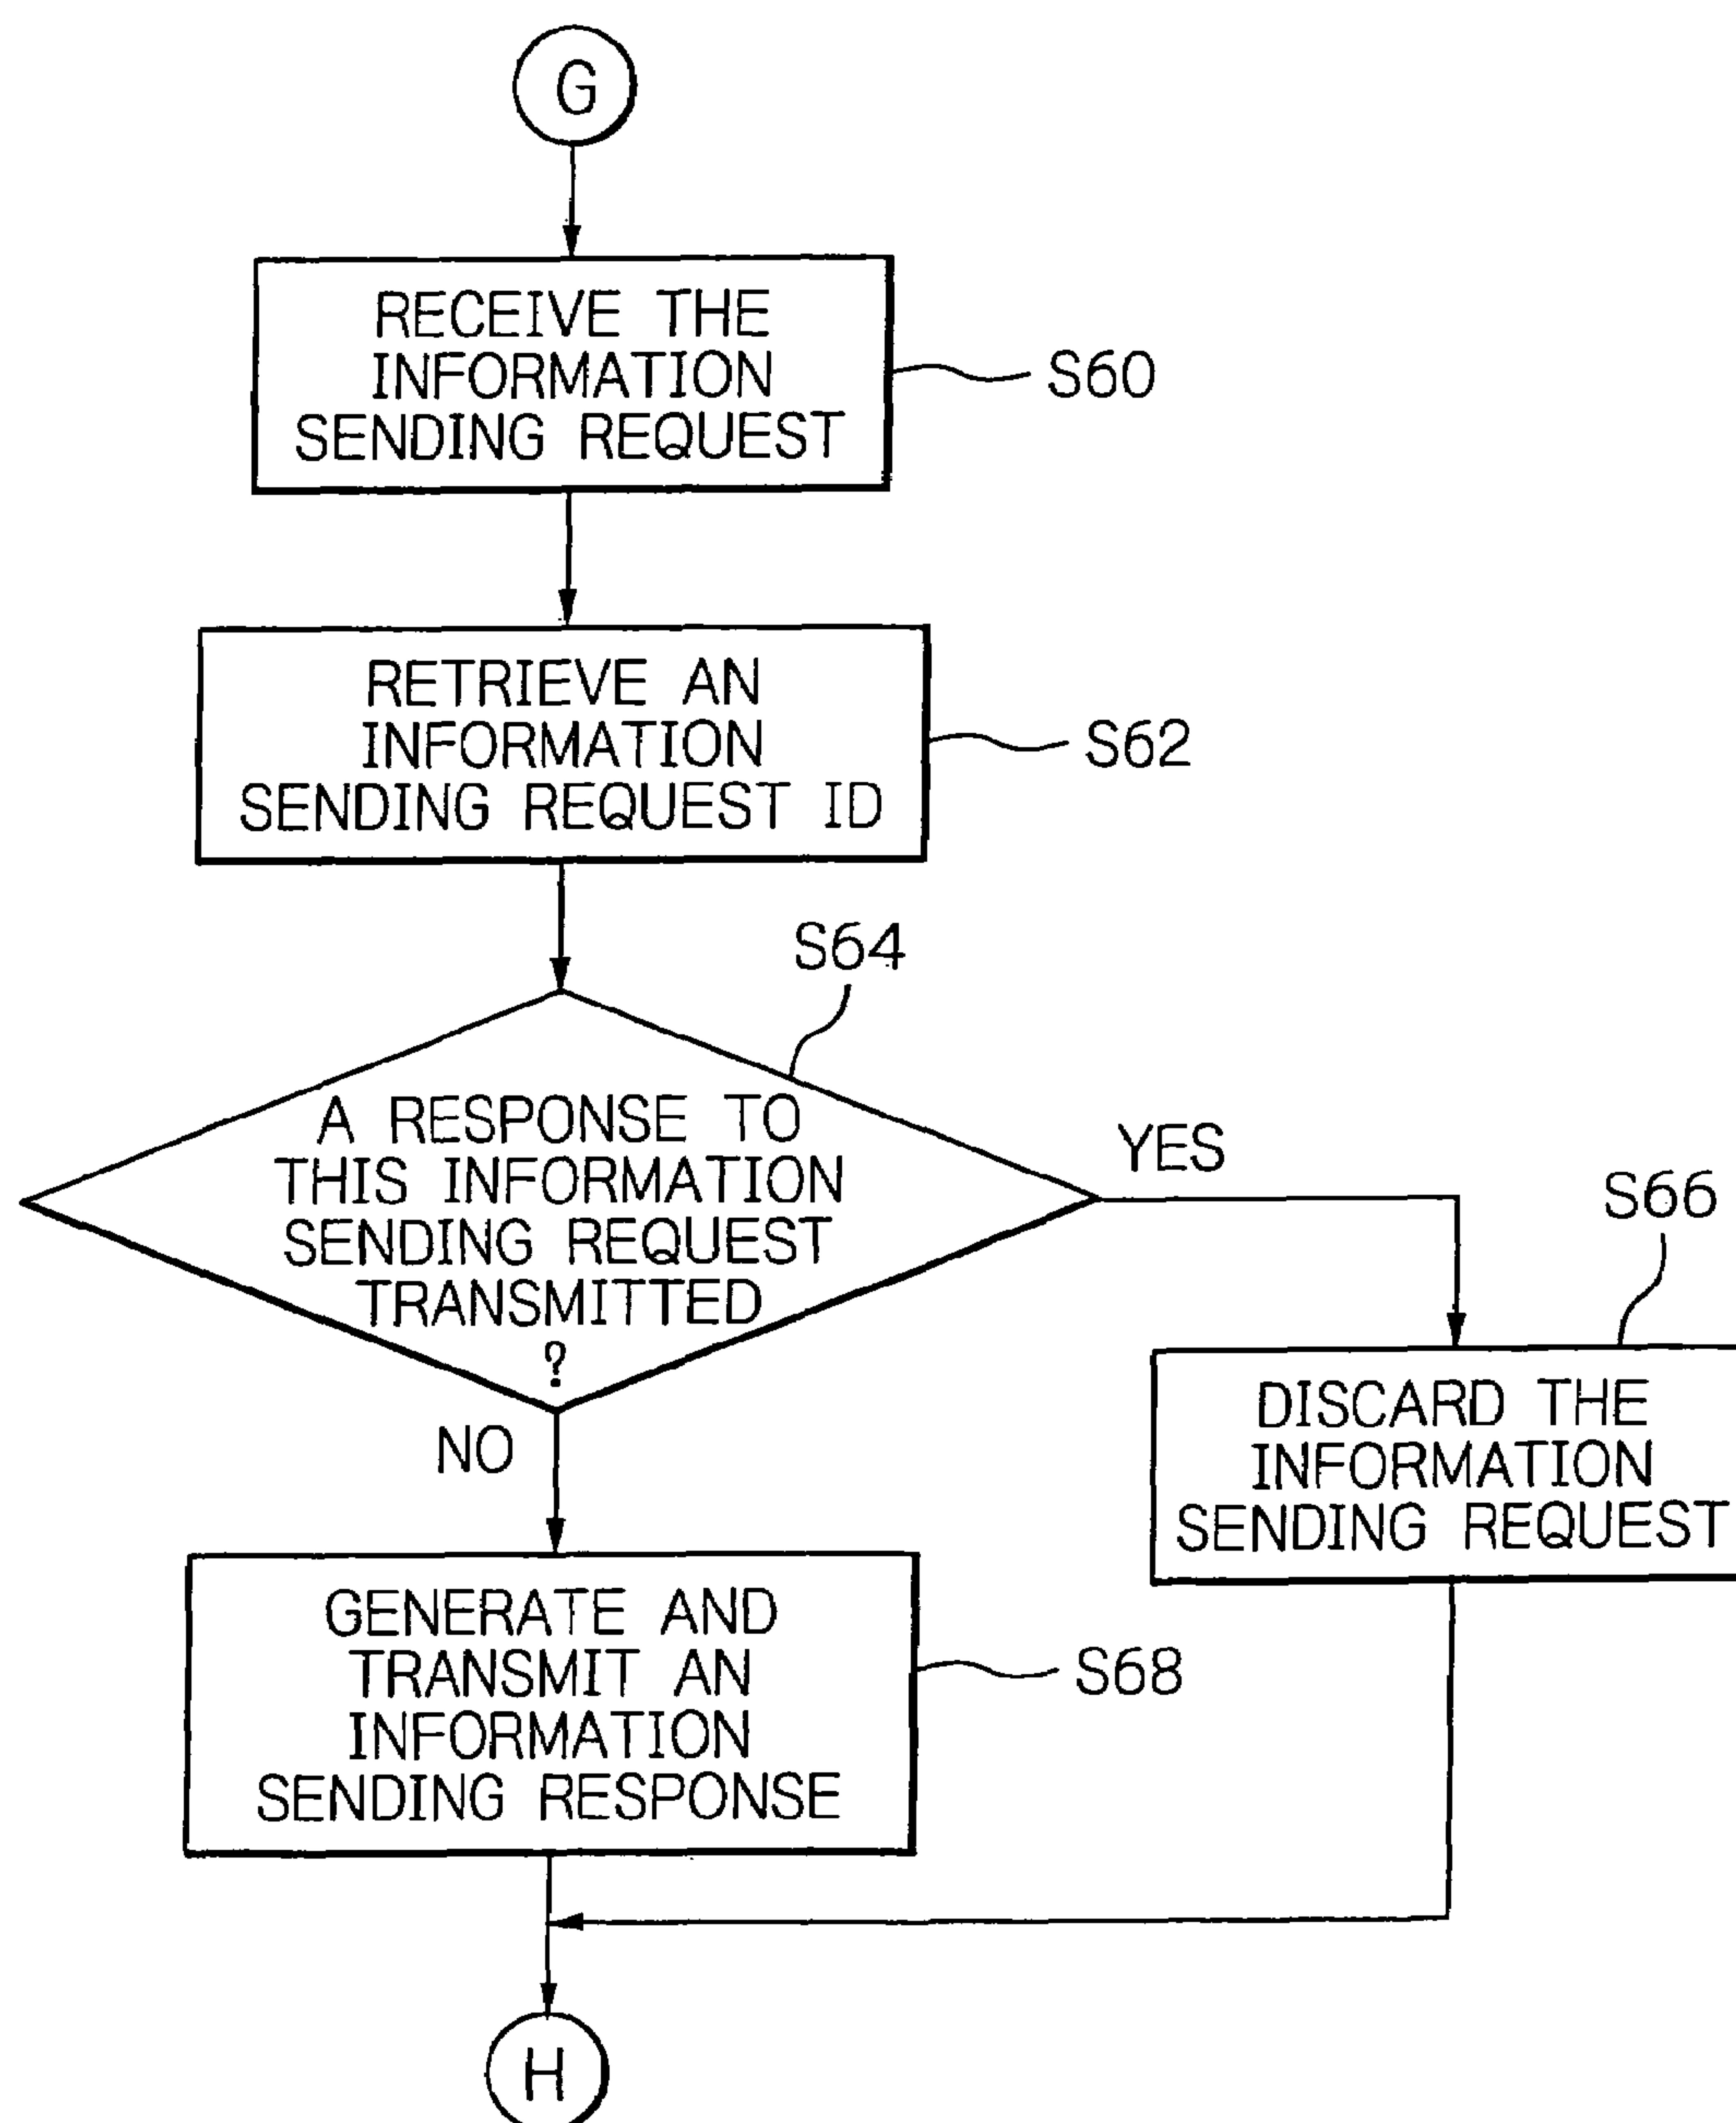 G
RECEIVE THE
INFORMATION
SENDING REQUEST
S60
RETRIEVE AN
INFORMATION
SENDING REQUEST ID
S62
S64
A RESPONSE TO
THIS INFORMATION
SENDING REQUEST
TRANSMITTED
?
YES
NO
S66
DISCARD THE
INFORMATION
SENDING REQUEST
GENERATE AND
TRANSMIT AN
INFORMATION
SENDING RESPONSE
S68
H